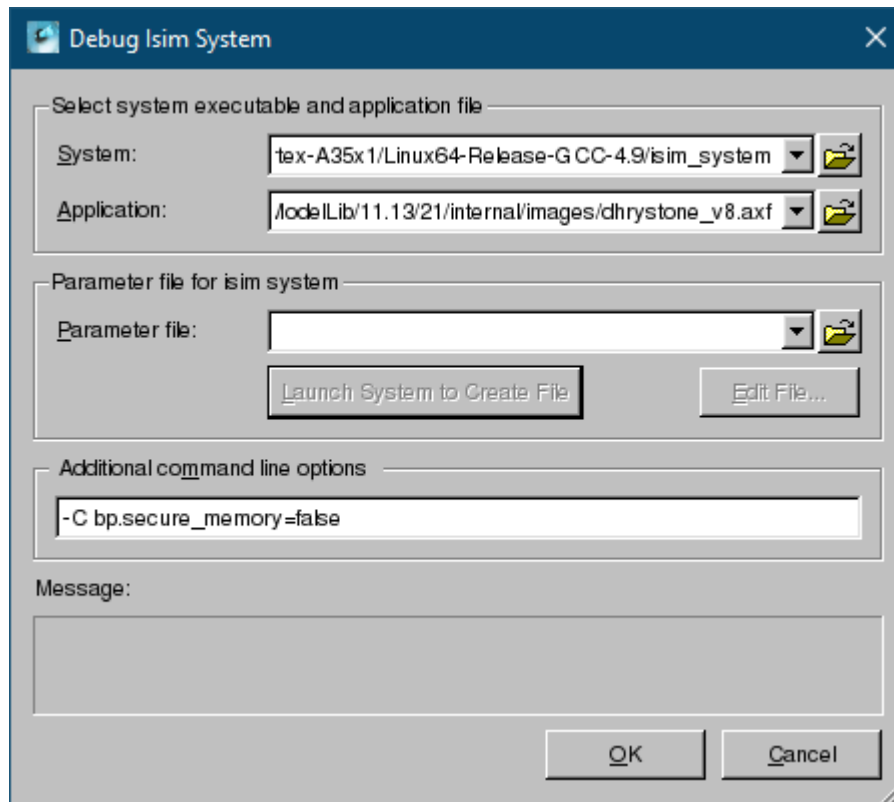 Debug Isim System
Select system executable and application file
System: tex-A35x1/Linux64-Release-GCC-4.9/isim_system
Application: /lodelLib/11.13/21/internal/images/dhrystone_v8.axf
Parameter file for isim system
Parameter file:
Launch System to Create File Edit File...
Additional command line options
-C bp.secure_memory=false
Message:
OK Cancel